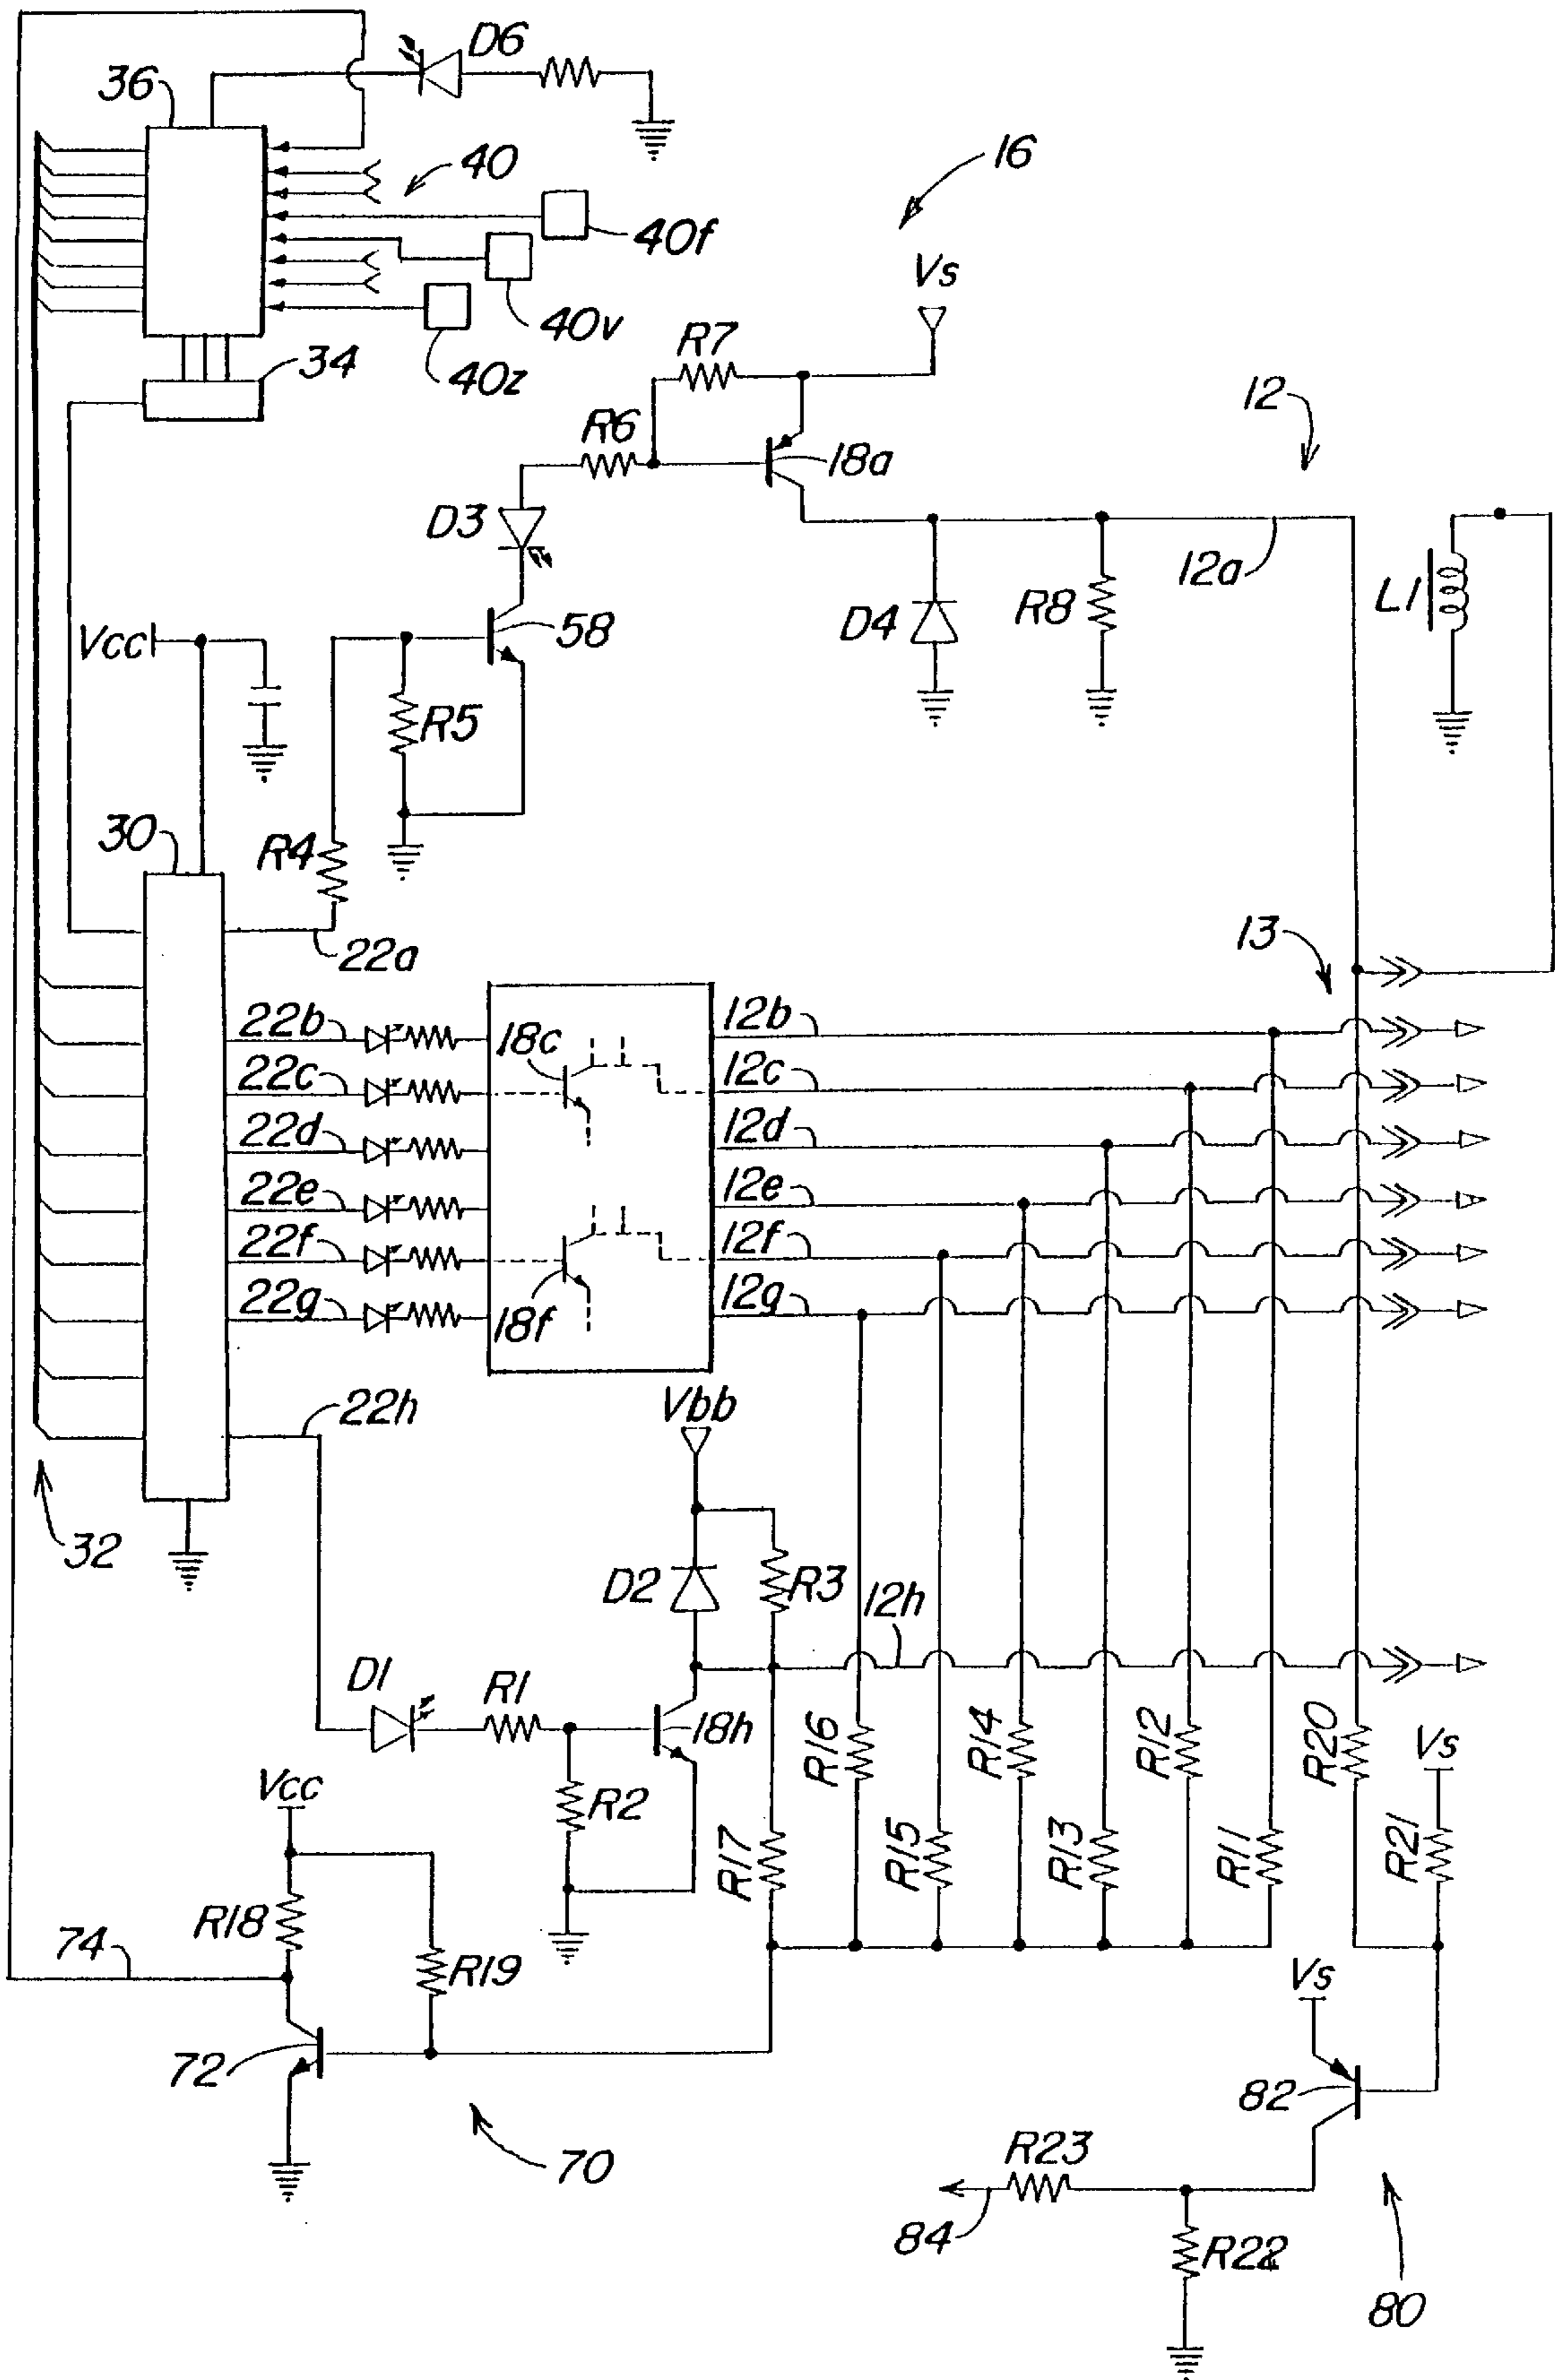 D6
36
40
16
40f
Vs
40v
R7
34
40z
12
R6
18a
D3
12a
L1
D4
R8
58
Vcc
R5
30
R4
13
22a
22b
18c
12b
22c
12c
22d
12d
22e
12e
22f
12f
22g
18f
12g
22h
Vbb
32
D2
R3
12h
D1
R1
18h
R16
R14
R12
R20
Vs
Vcc
R2
R17
R15
R13
R11
R21
R18
74
R19
Vs
72
82
70
R23
84
R22
80